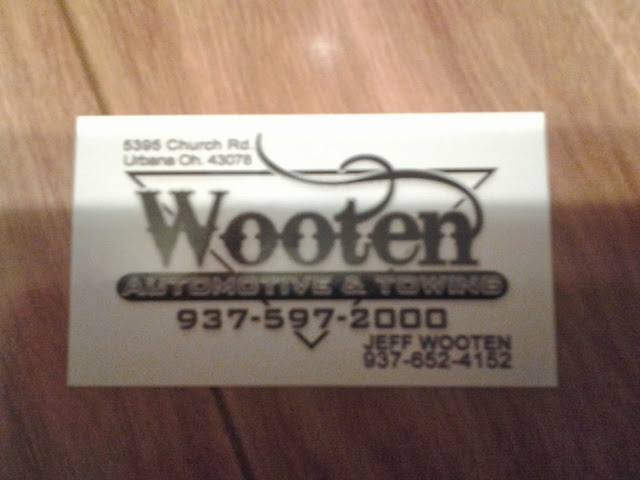 5395 Church Rd.
Urbana Oh. 43078
Wooten
AUTOMOTIVE & TOWING
937-597-2000
JEFF WOOTEN
937-652-4152